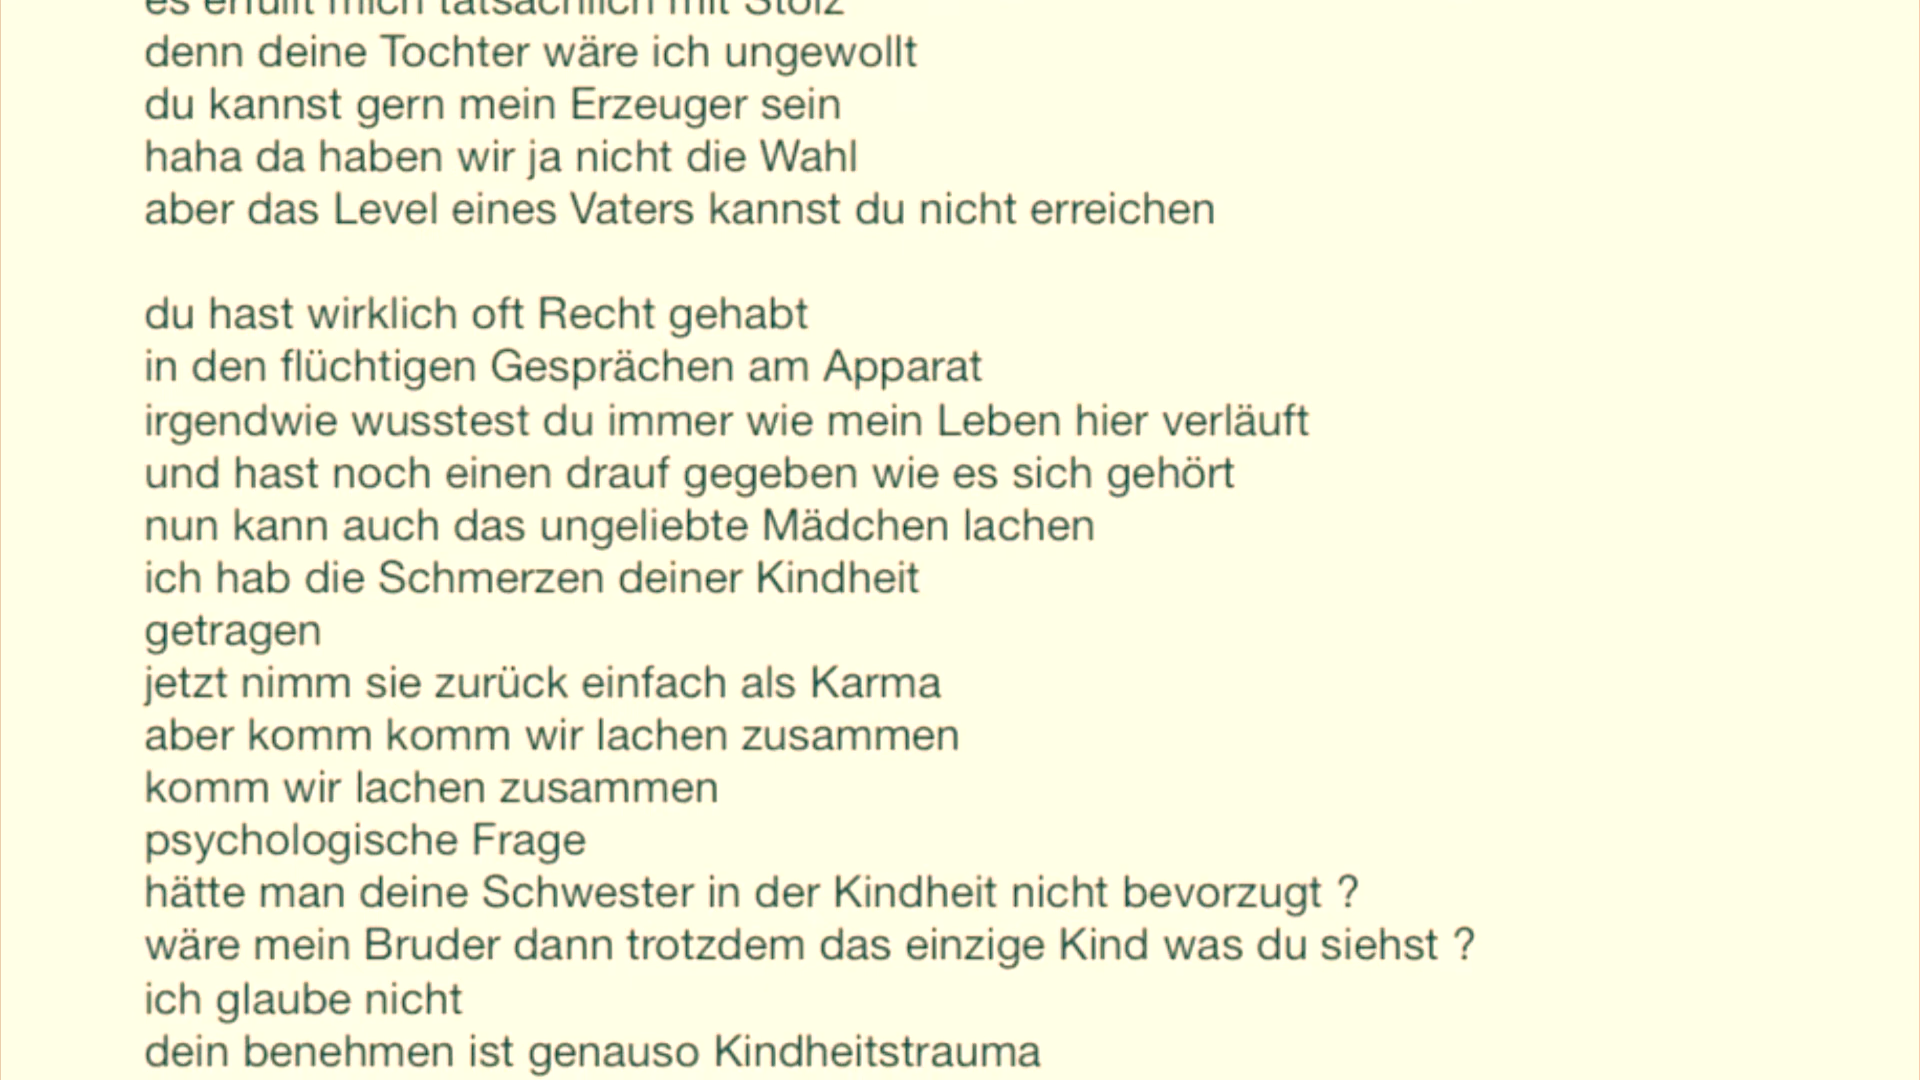 es erfüllt mich tatsächlich mit Stolz
denn deine Tochter wäre ich ungewollt
du kannst gern mein Erzeuger sein
haha da haben wir ja nicht die Wahl
aber das Level eines Vaters kannst du nicht erreichen
du hast wirklich oft Recht gehabt
in den flüchtigen Gesprächen am Apparat
irgendwie wusstest du immer wie mein Leben hier verläuft
und hast noch einen drauf gegeben wie es sich gehört
nun kann auch das ungeliebte Mädchen lachen
ich hab die Schmerzen deiner Kindheit
getragen
jetzt nimm sie zurück einfach als Karma
aber komm komm wir lachen zusammen
komm wir lachen zusammen
psychologische Frage
hätte man deine Schwester in der Kindheit nicht bevorzugt ?
wäre mein Bruder dann trotzdem das einzige Kind was du siehst ?
ich glaube nicht
dein benehmen ist genauso Kindheitstrauma